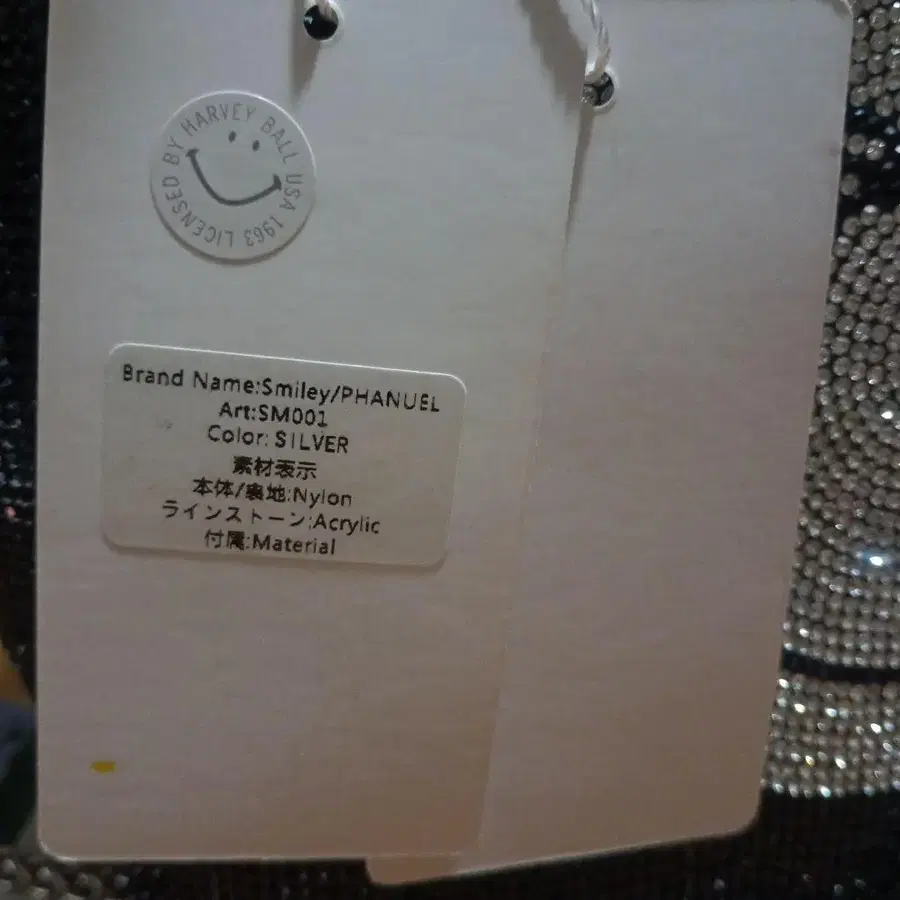 LICENSED BY HARVEY BALL USA 1963
Brand Name:Smiley/PHANUEL
Art:SM001
Color: SILVER
素材表示
本体/裏地:Nylon
ラインストーン:Acrylic
付属:Material